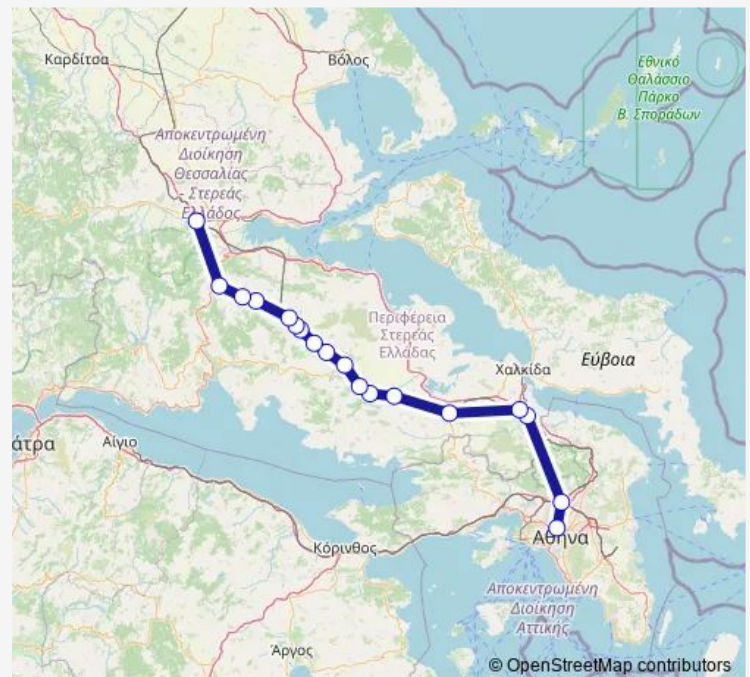 Καρδίτσα
Βόλος
Εθνικό
Θαλάσσιο
Πάρκο
Β. Σποράδων
Αποκεντρωμένη
Διοίκηση
Θεσσαλίας
- Στερεάς
Ελλάδος
Περιφέρεια
Στερεάς
Ελλάδας
Χαλκίδα
Εύβοια
άτρα
Αίγιο
Αθήνα
Κόρινθος
Αποκεντρωμένη
Διοίκηση
Αττικής
Άργος
© OpenStreetMap contributors